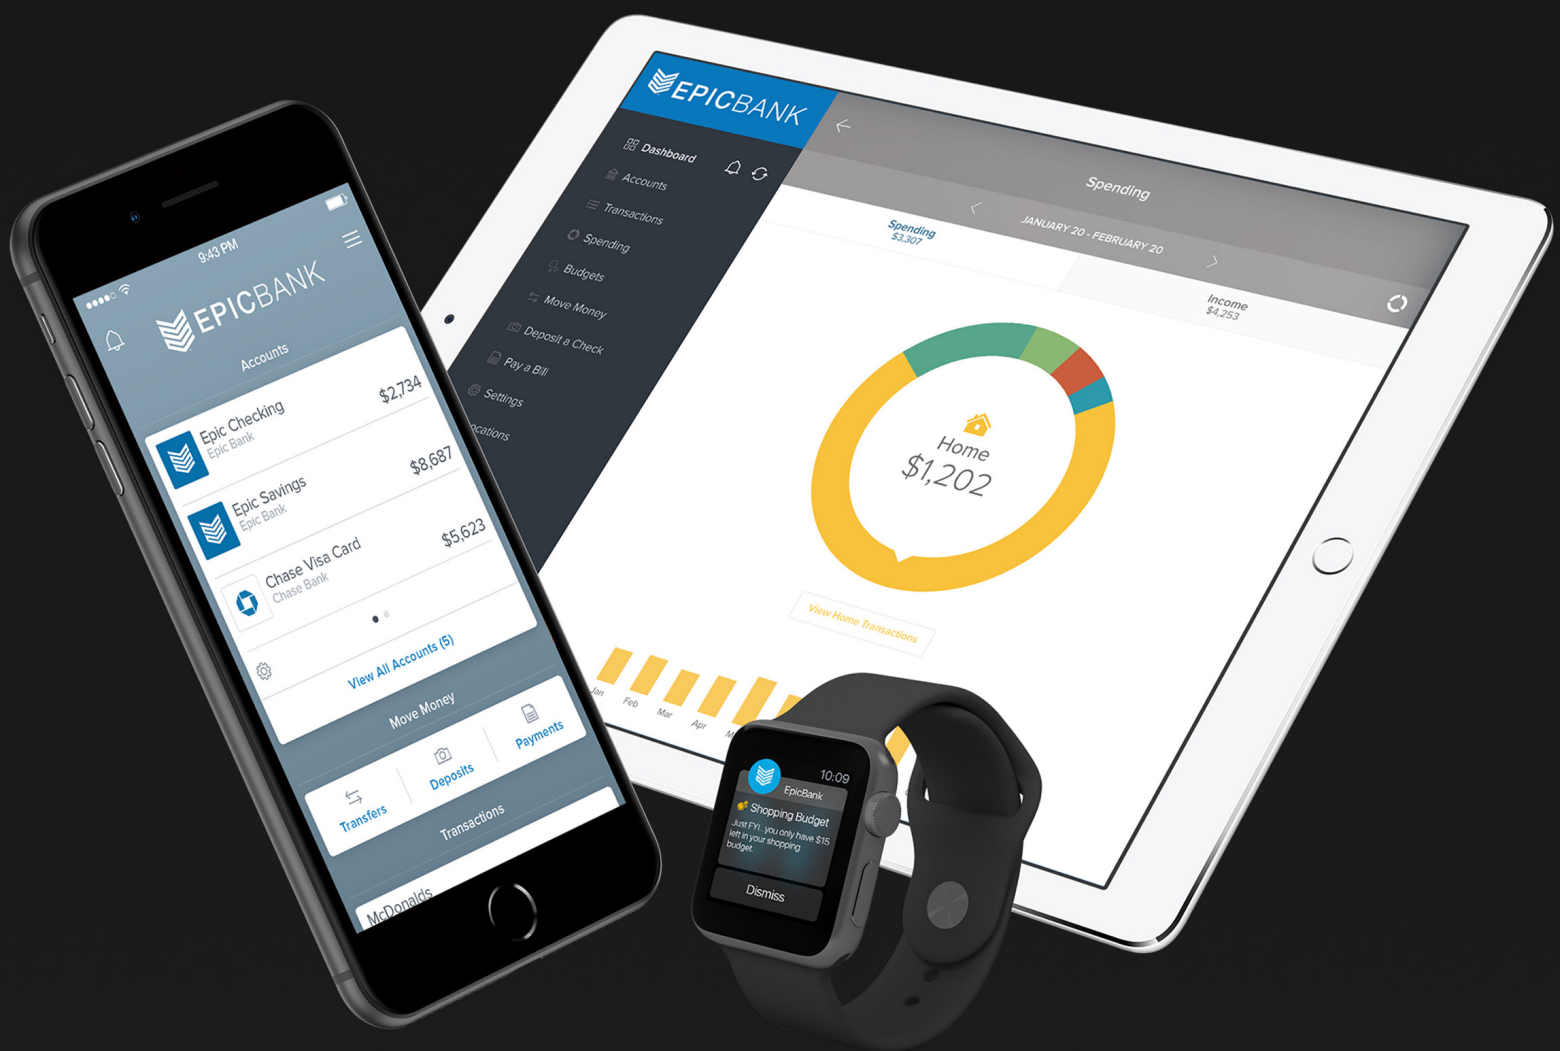 9:43 PM
EPICBANK
Accounts
Epic Checking
Epic Bank
$2,734
Epic Savings
Epic Bank
$8,687
Chase Visa Card
Chase Bank
$5,623
View All Accounts (5)
Move Money
Transfers
Deposits
Payments
Transactions
McDonalds
EPICBANK
Dashboard
Accounts
Transactions
Spending
Budgets
Move Money
Deposit a Check
Pay a Bill
Settings
ocations
Spending
JANUARY 20 - FEBRUARY 20
Spending
$3,307
Income
$4,253
Home
$1,202
View Home Transactions
Jan
Feb
Mar
Apr
10:09
EpicBank
Shopping Budget
Just FYI.. you only have $15
left in your shopping
budget.
Dismiss